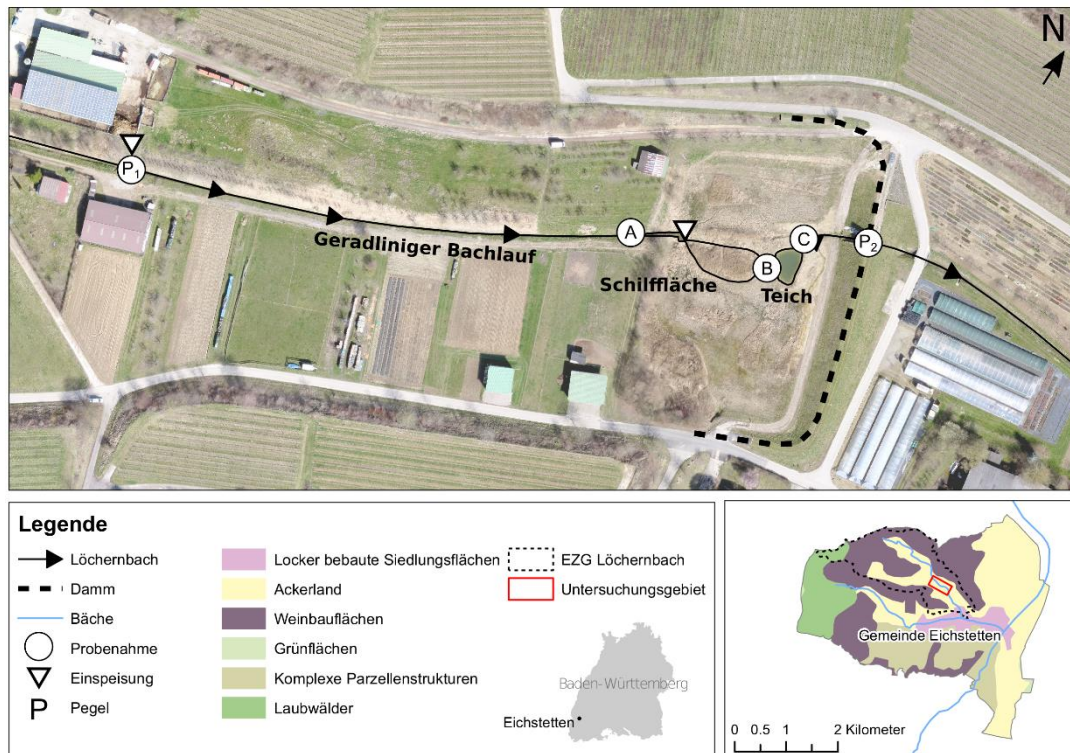 N
P1
A
B
C
P2
Geradliniger Bachlauf
Schilffläche
Teich
Legende
Löchernbach
Damm
Bäche
Probenahme
Einspeisung
P Pegel
Locker bebaute Siedlungsflächen
Ackerland
Weinbauflächen
Grünflächen
Komplexe Parzellenstrukturen
Laubwälder
EZG Löchernbach
Untersuchungsgebiet
Baden-Württemberg
Eichstetten
Gemeinde Eichstetten
0 0.5 1 2 Kilometer